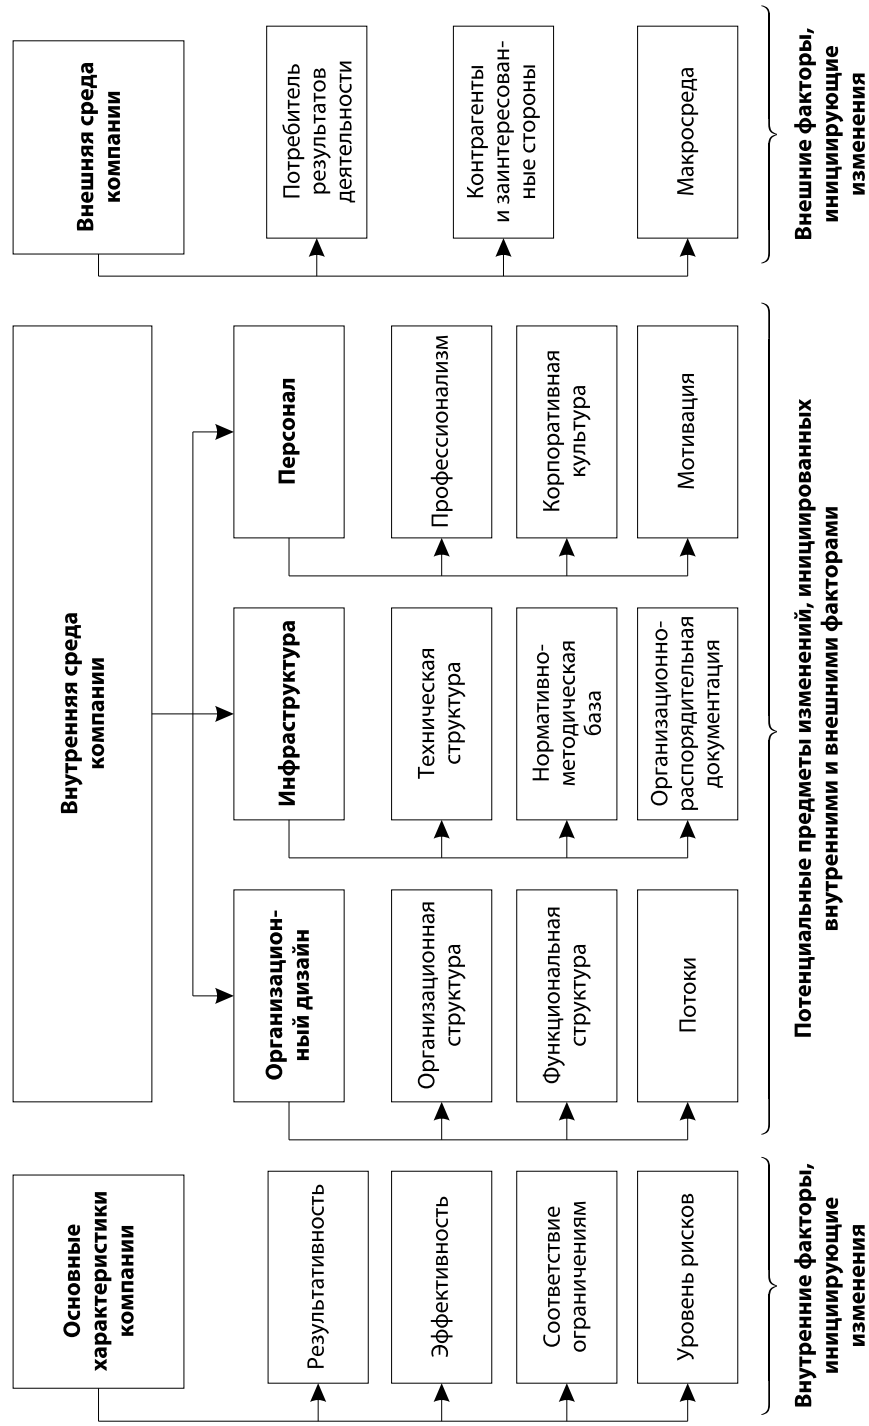 Основные
характеристики
компании
Результативность
Эффективность
Соответствие
ограничениям
Уровень рисков
Внутренние факторы,
инициирующие
изменения
Внутренняя среда
компании
Организацион-
ный дизайн
Организационная
структура
Функциональная
структура
Потоки
Инфраструктура
Техническая
структура
Нормативно-
методическая
база
Организационно-
распорядительная
документация
Персонал
Профессионализм
Корпоративная
культура
Мотивация
Потенциальные предметы изменений, инициированных
внутренними и внешними факторами
Внешняя среда
компании
Потребитель
результатов
деятельности
Контрагенты
и заинтересован-
ные стороны
Макросреда
Внешние факторы,
инициирующие
изменения